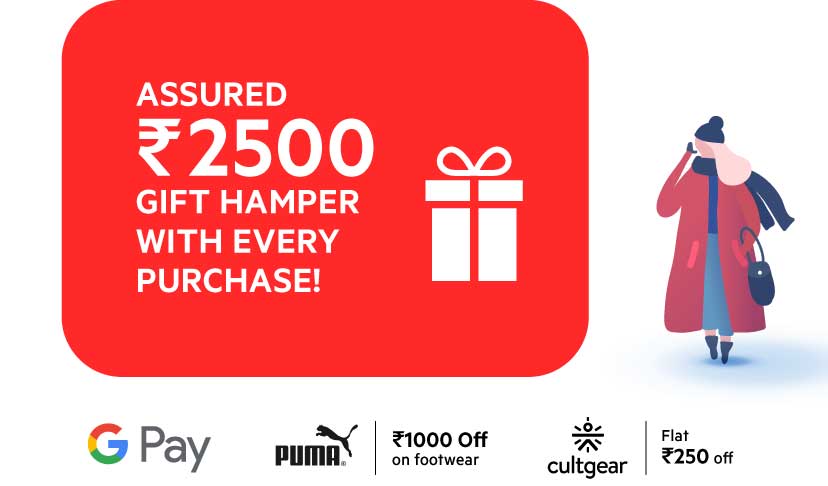 ASSURED
₹2500
GIFT HAMPER
WITH EVERY
PURCHASE!
G Pay
PUMA®
₹1000 Off
on footwear
cultgear
Flat
₹250 off